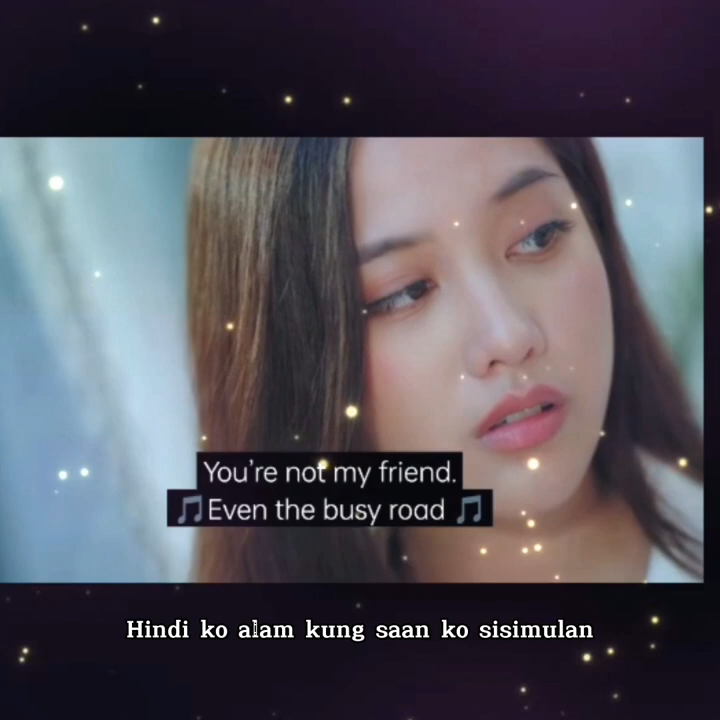 You're not my friend.
🎵Even the busy road 🎵
Hindi ko alam kung saan ko sisimulan